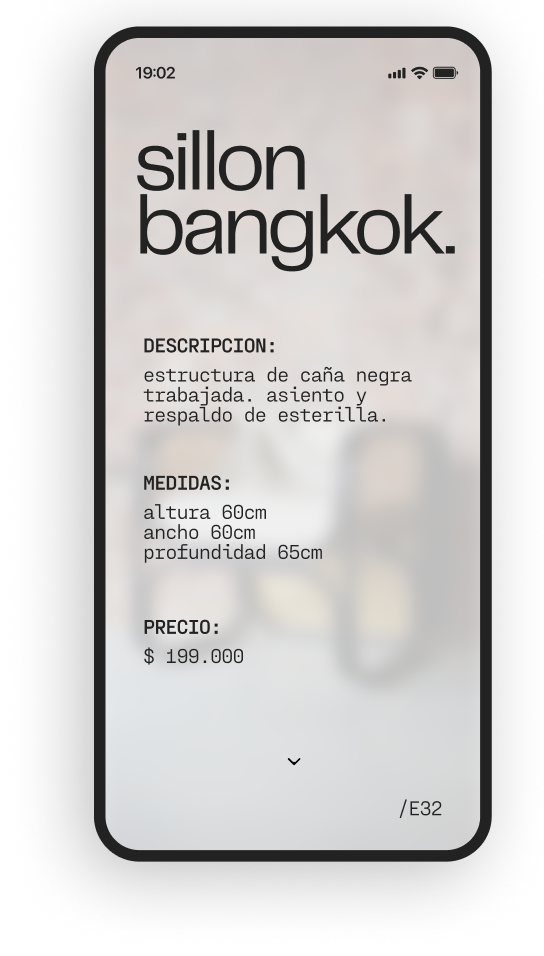 19:02
sillon
bangkok.
DESCRIPCION:
estructura de caña negra
trabajada. asiento y
respaldo de esterilla.
MEDIDAS:
altura 60cm
ancho 60cm
profundidad 65cm
PRECIO:
$ 199.000
/E32